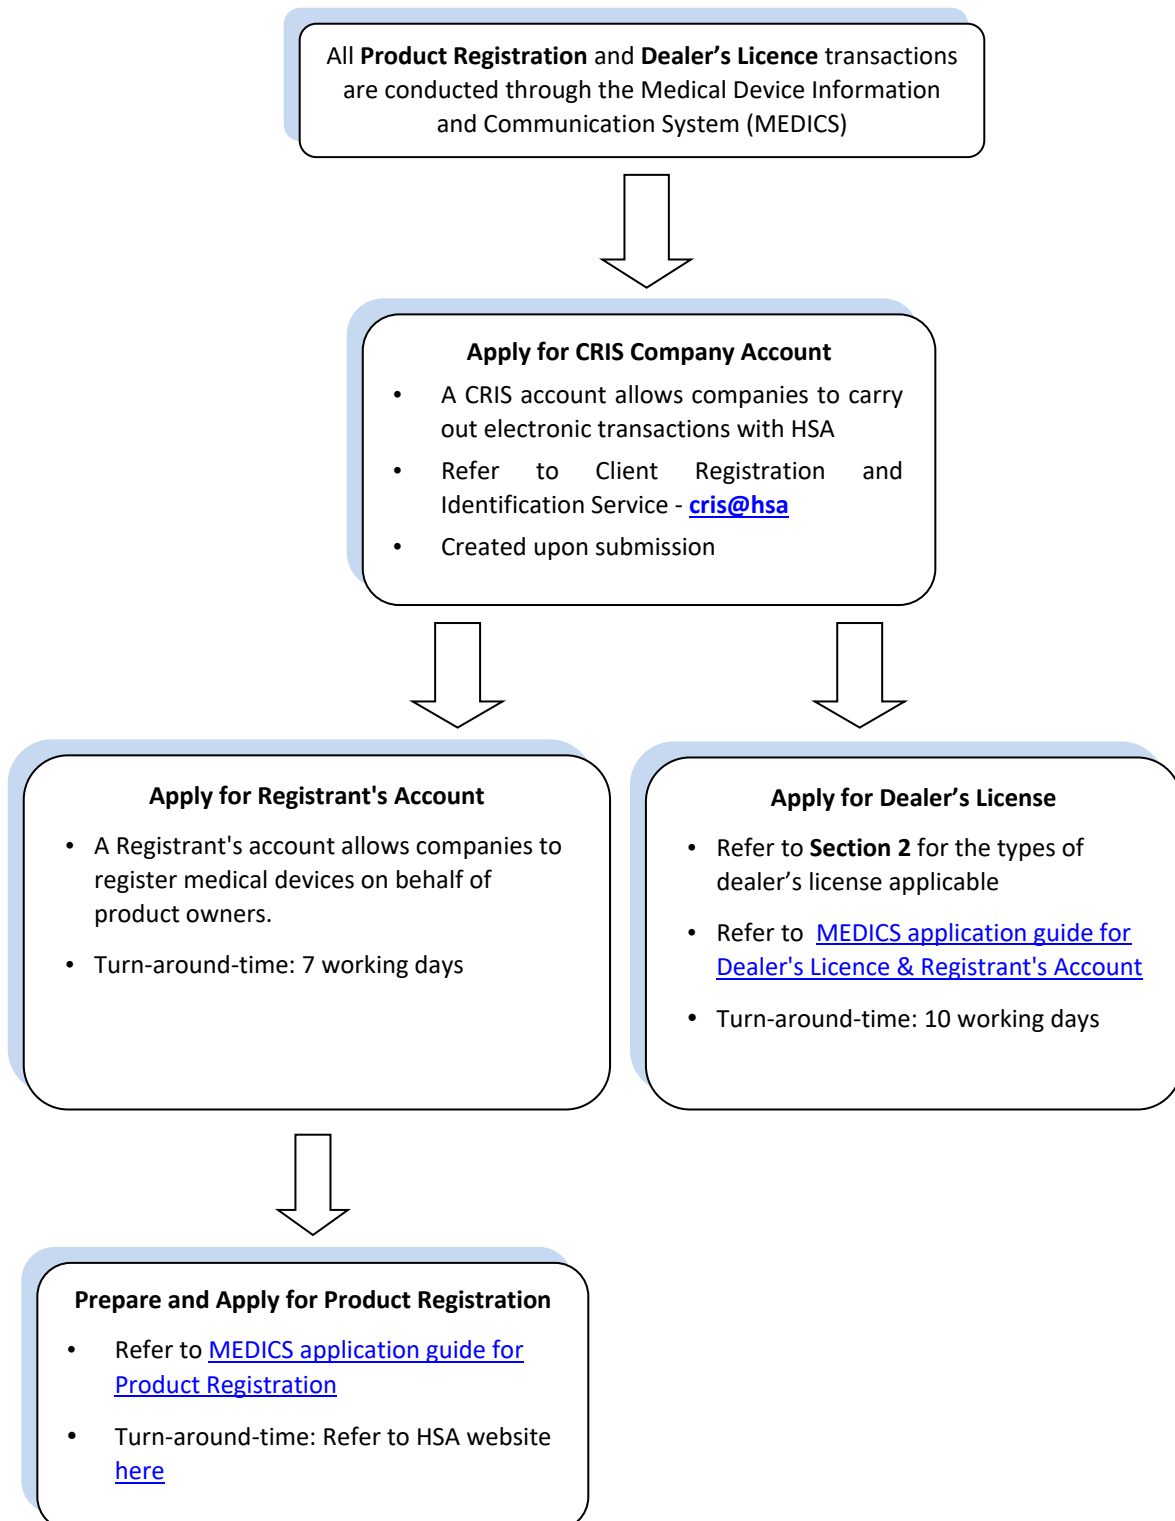 All Product Registration and Dealer’s Licence transactions
are conducted through the Medical Device Information
and Communication System (MEDICS)
Apply for CRIS Company Account
• A CRIS account allows companies to carry
out electronic transactions with HSA
• Refer to Client Registration and
Identification Service - cris@hsa
• Created upon submission
Apply for Registrant's Account
• A Registrant's account allows companies to
register medical devices on behalf of
product owners.
• Turn-around-time: 7 working days
Apply for Dealer’s License
• Refer to Section 2 for the types of
dealer’s license applicable
• Refer to MEDICS application guide for
Dealer's Licence & Registrant's Account
• Turn-around-time: 10 working days
Prepare and Apply for Product Registration
• Refer to MEDICS application guide for
Product Registration
• Turn-around-time: Refer to HSA website
here